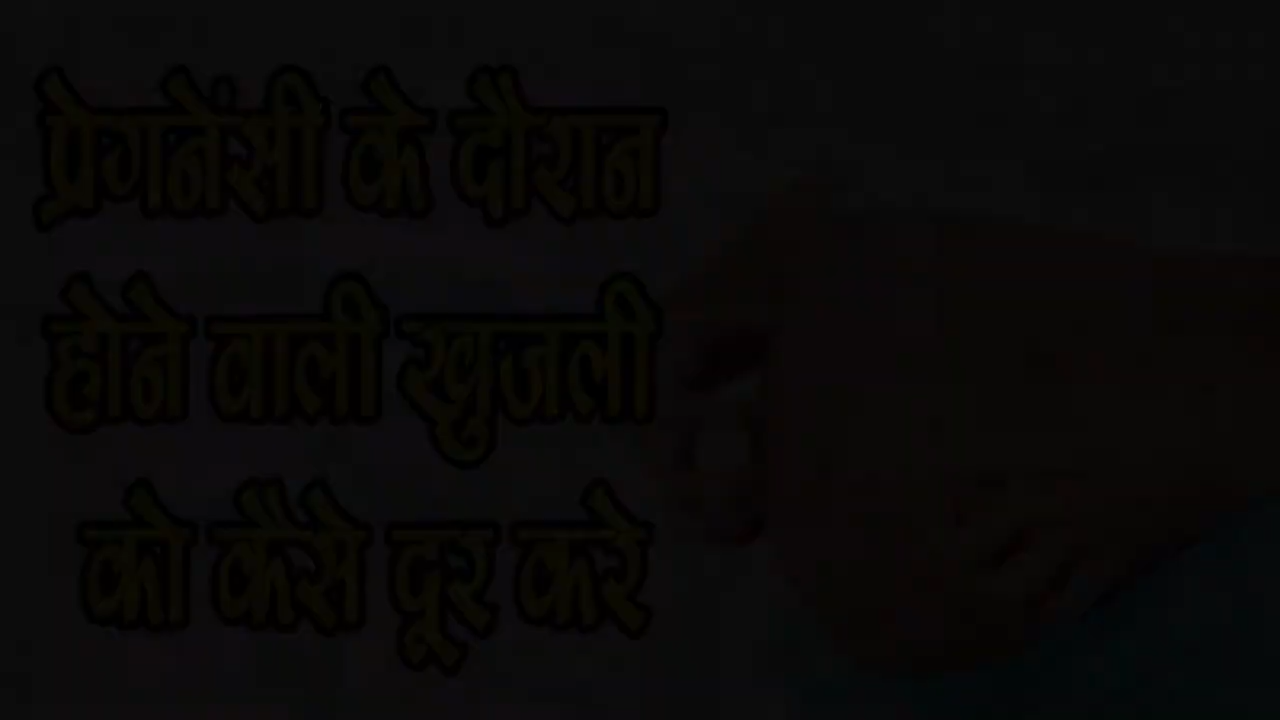 प्रेगनेंसी के दौरान
होने वाली खुजली
को कैसे दूर करे